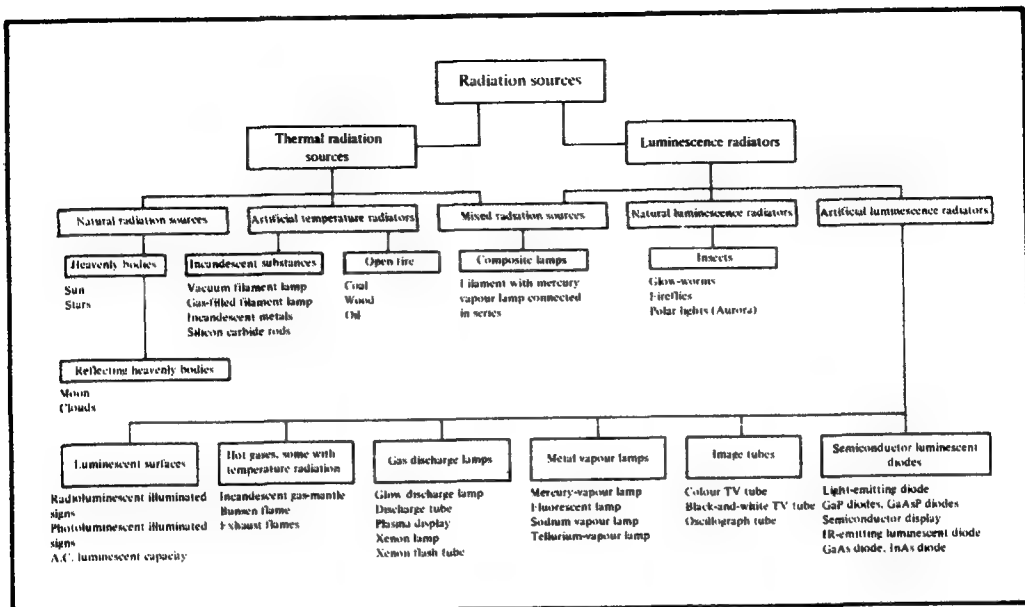 Radiation sources
Thermal radiation
sources
Luminescence radiators
Natural radiation sources
Artificial temperature radiators
Mixed radiation sources
Natural luminescence radiators
Artificial luminescence radiators
Heavenly bodies
Sun
Stars
Incandescent substances
Vacuum filament lamp
Gas-filled filament lamp
Incandescent metals
Silicon carbide rods
Open fire
Coal
Wood
Oil
Composite lamps
Filament with mercury
vapour lamp connected
in series
Insects
Glow-worms
Fireflies
Polar lights (Aurora)
Reflecting heavenly bodies
Moon
Clouds
Luminescent surfaces
Radioluminescent illuminated
signs
Photoluminescent illuminated
signs
A.C. luminescent capacity
Hot gases, some with
temperature radiation
Incandescent gas-mantle
Bunsen flame
Exhaust flames
Gas discharge lamps
Glow discharge lamp
Discharge tube
Plasma display
Xenon lamp
Xenon flash tube
Metal vapour lamps
Mercury-vapour lamp
Fluorescent lamp
Sodium vapour lamp
Tellurium-vapour lamp
Image tubes
Colour TV tube
Black-and-white TV tube
Oscillograph tube
Semiconductor luminescent
diodes
Light-emitting diode
GaP diodes, GaAsP diodes
Semiconductor display
IR-emitting luminescent diode
GaAs diode, InAs diode